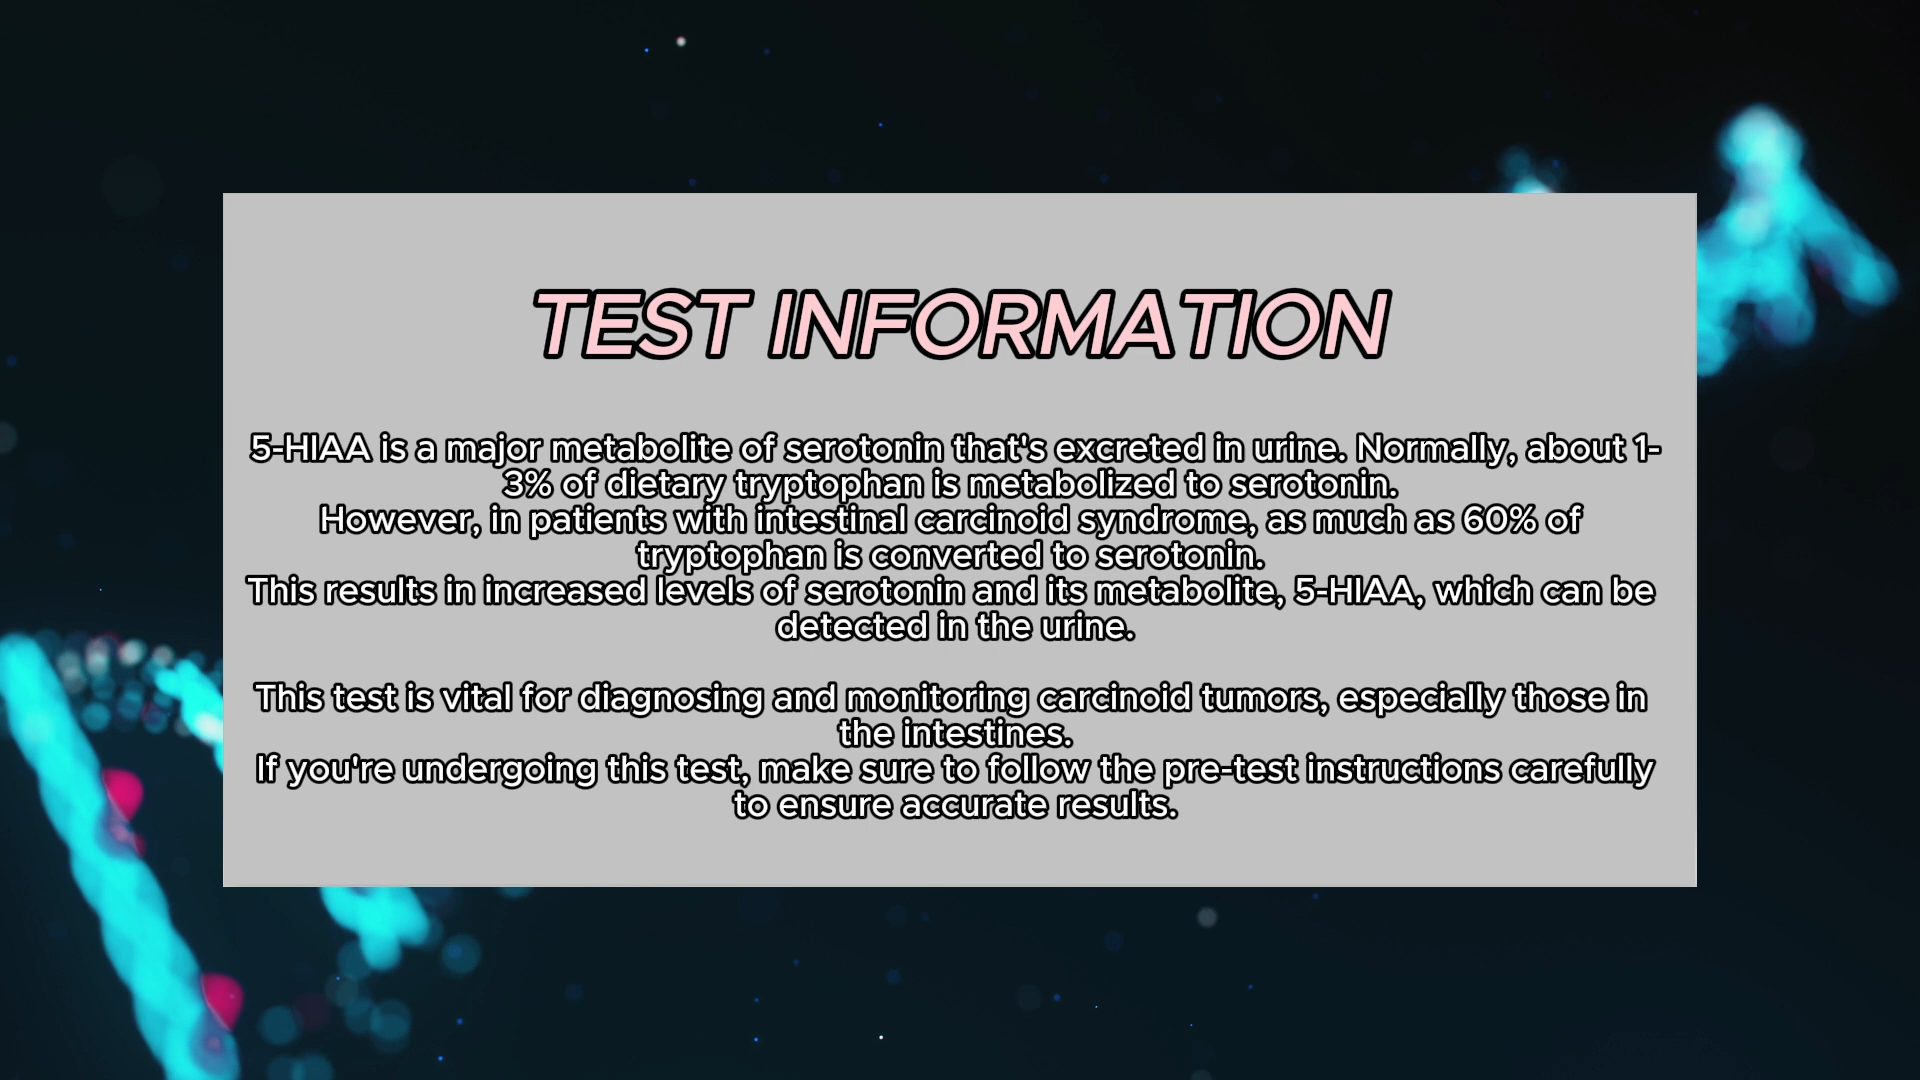 TEST INFORMATION
5-HIAA is a major metabolite of serotonin that's excreted in urine. Normally, about 1-
3% of dietary tryptophan is metabolized to serotonin.
However, in patients with intestinal carcinoid syndrome, as much as 60% of
tryptophan is converted to serotonin.
This results in increased levels of serotonin and its metabolite, 5-HIAA, which can be
detected in the urine.
This test is vital for diagnosing and monitoring carcinoid tumors, especially those in
the intestines.
If you're undergoing this test, make sure to follow the pre-test instructions carefully
to ensure accurate results.